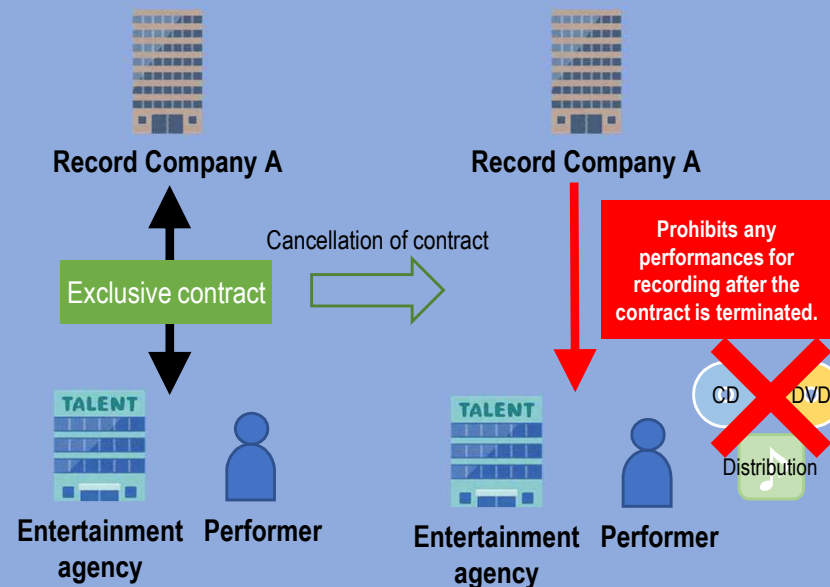 Record Company A
Record Company A
Cancellation of contract
Exclusive contract
Prohibits any
performances for
recording after the
contract is terminated.
TALENT
TALENT
CD
DVD
Distribution
Entertainment
agency
Performer
Entertainment
agency
Performer